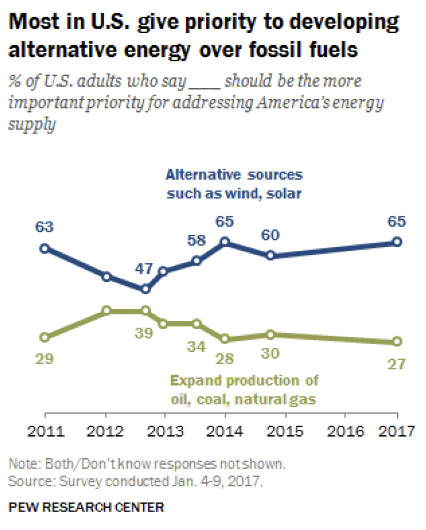 Most in U.S. give priority to developing
alternative energy over fossil fuels
% of U.S. adults who say ___ should be the more
important priority for addressing America's energy
supply
Alternative sources
such as wind, solar
63
47
58
65
60
65
29
39
34
28
30
27
Expand production of
oil, coal, natural gas
2011 2012 2013 2014 2015 2016 2017
Note: Both/Don't know responses not shown.
Source: Survey conducted Jan. 4-9, 2017.
PEW RESEARCH CENTER